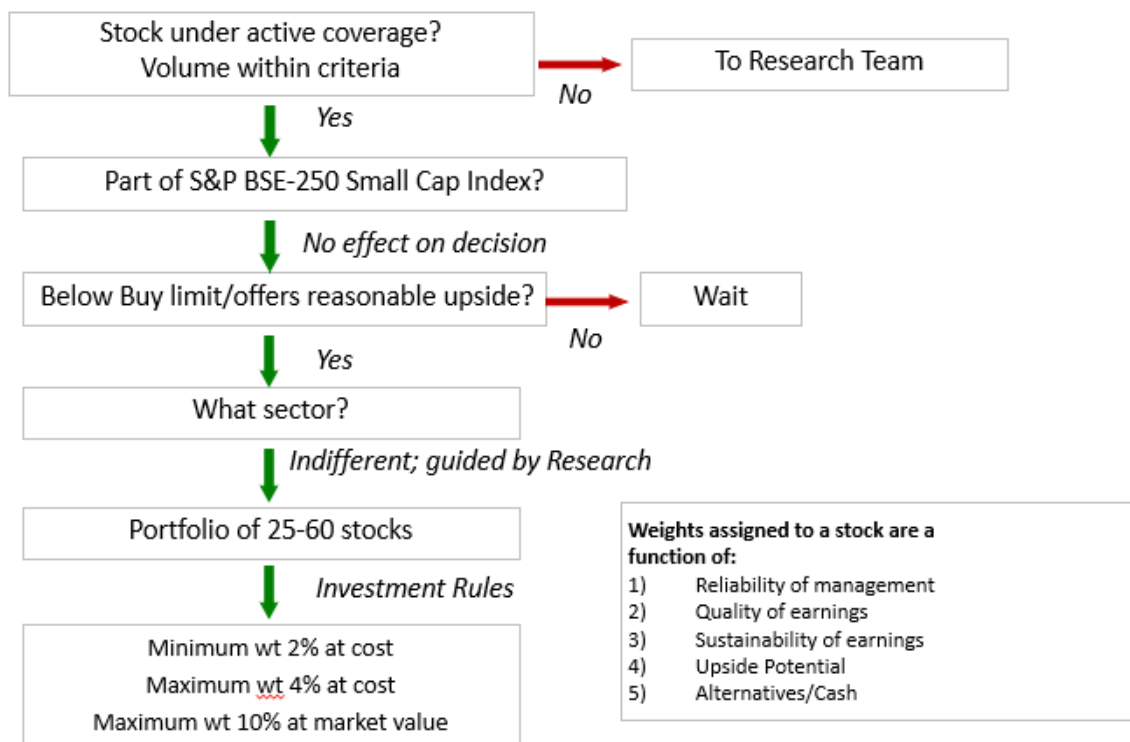 Stock under active coverage?
Volume within criteria
No
To Research Team
Yes
Part of S&P BSE-250 Small Cap Index?
No effect on decision
Below Buy limit/offers reasonable upside?
No
Wait
Yes
What sector?
Indifferent; guided by Research
Portfolio of 25-60 stocks
Investment Rules
Minimum wt 2% at cost
Maximum wt 4% at cost
Maximum wt 10% at market value
Weights assigned to a stock are a
function of:
1) Reliability of management
2) Quality of earnings
3) Sustainability of earnings
4) Upside Potential
5) Alternatives/Cash